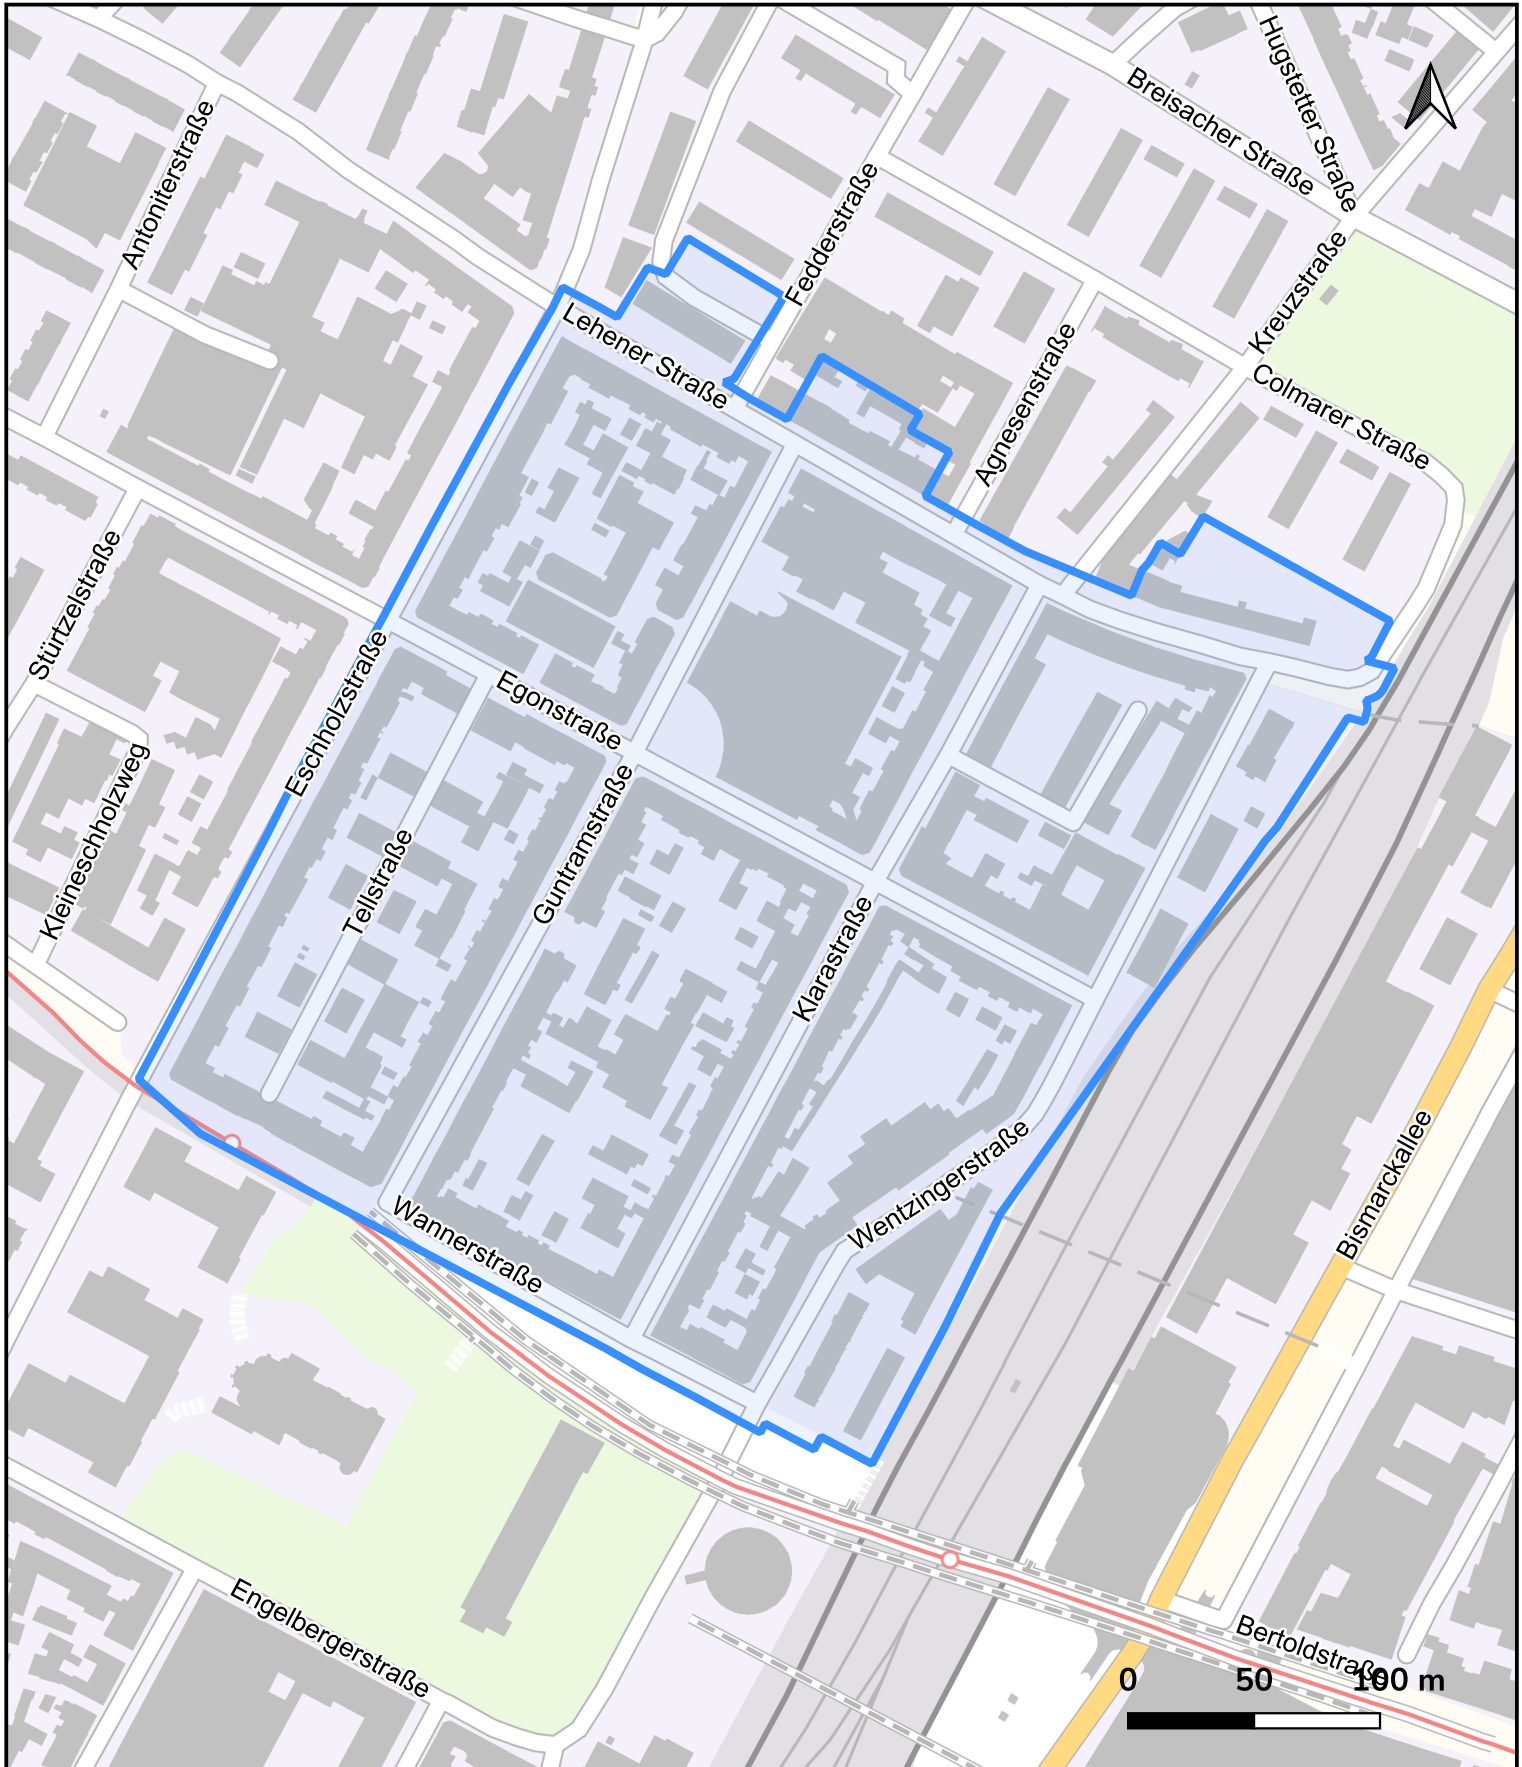 Hugstetter Straße
Breisacher Straße
Antoniterstraße
Fedderstraße
Kreuzstraße
Lehener Straße
Agnesenstraße
Colmarer Straße
Stürtzelstraße
Eschholzstraße
Egonstraße
Kleineschholzweg
Guntramstraße
Tellstraße
Klarastraße
Wentzingerstraße
Bismarckallee
Wannerstraße
Engelbergerstraße
Bertoldstraße
0 50 100 m